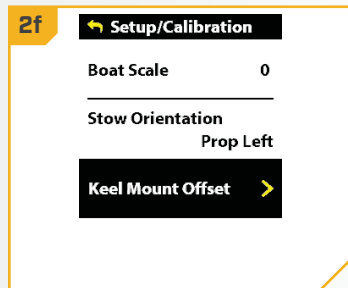 2f
Setup/Calibration
Boat Scale 0
Stow Orientation
Prop Left
Keel Mount Offset